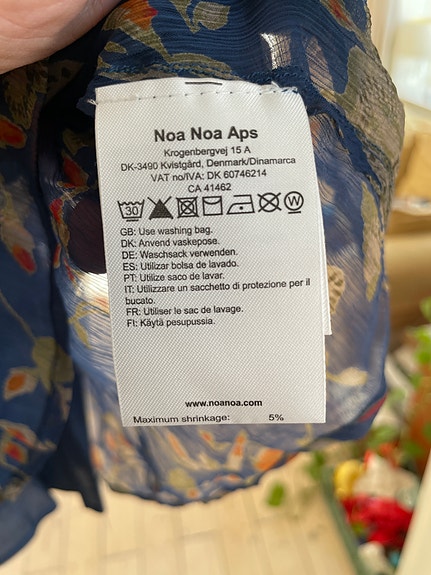 Noa Noa Aps
Krogenbergvej 15 A
DK-3490 Kvistgård, Denmark/Dinamarca
VAT no/IVA: DK 60746214
CA 41462
30 W
GB: Use washing bag.
DK: Anvend vaskepose.
DE: Waschsack verwenden.
ES: Utilizar bolsa de lavado.
PT: Utilize saco de lavar.
IT: Utilizzare un sacchetto di protezione per il
bucato.
FR: Utiliser le sac de lavage.
FI: Käytä pesupussia.
www.noanoa.com
Maximum shrinkage: 5%